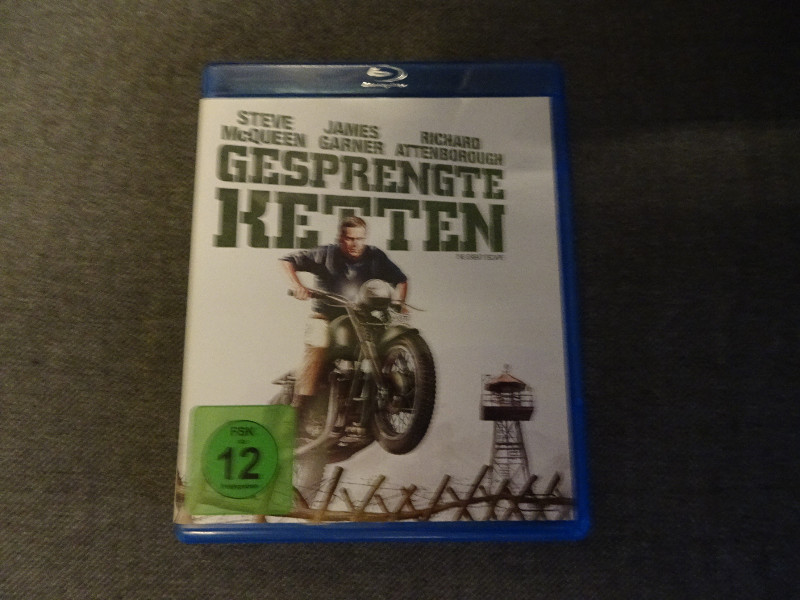 STEVE McQUEEN
JAMES GARNER
RICHARD ATTENBOROUGH
GESPRENGTE
KETTEN
FSK
12